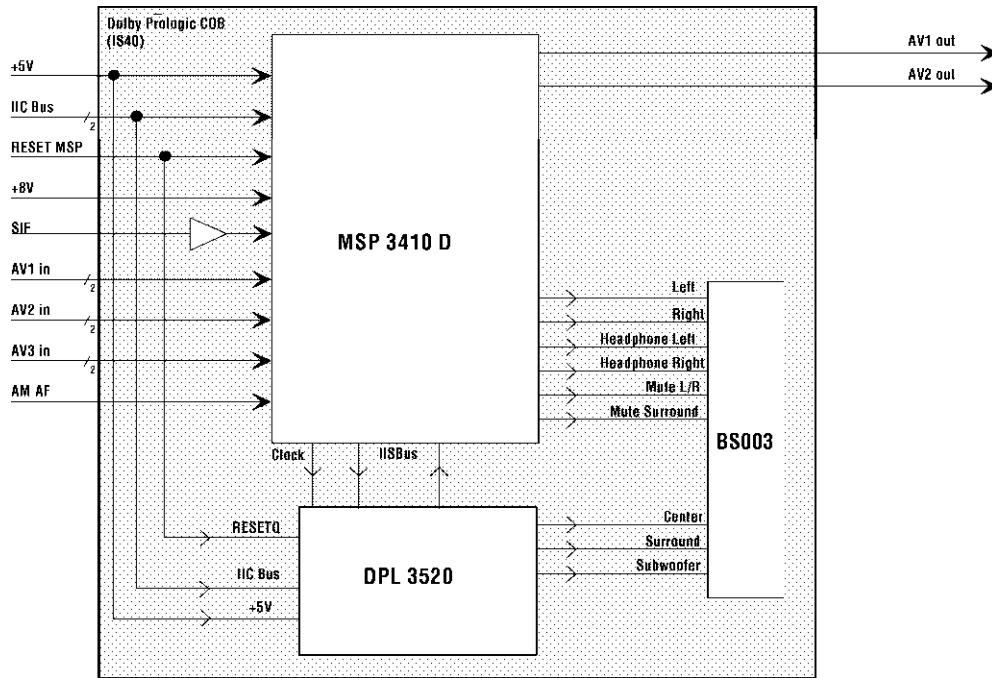 Dolby Prologic COB
(IS40)
+5V
IIC Bus
2
RESET MSP
+8V
SIF
AV1 in
2
AV2 in
2
AV3 in
2
AM AF
MSP 3410 D
AV1 out
AV2 out
Left
Right
Headphone Left
Headphone Right
Mute L/R
Mute Surround
BS003
Clock
IISBus
RESETQ
IIC Bus
+5V
DPL 3520
Center
Surround
Subwoofer